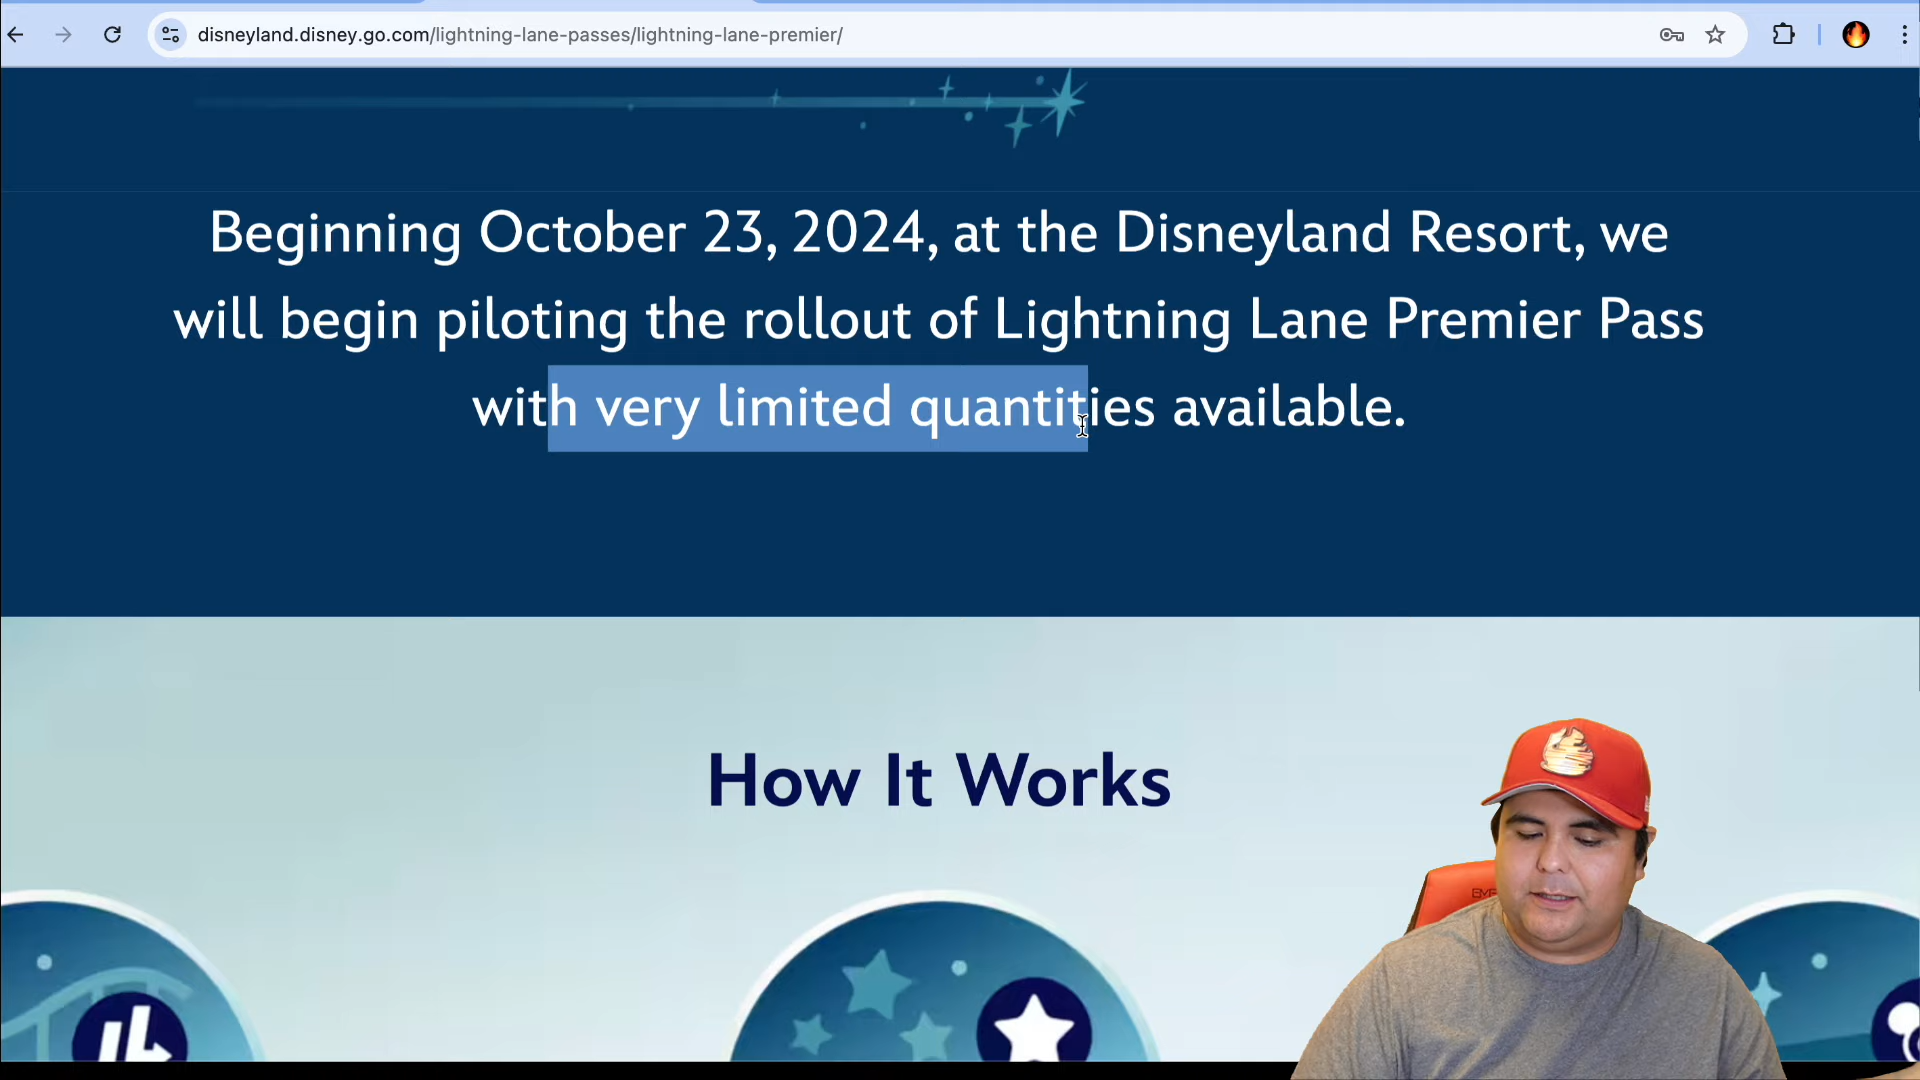 disneyland.disney.go.com/lightning-lane-passes/lightning-lane-premier/
Beginning October 23, 2024, at the Disneyland Resort, we
will begin piloting the rollout of Lightning Lane Premier Pass
with very limited quantities available.
How It Works